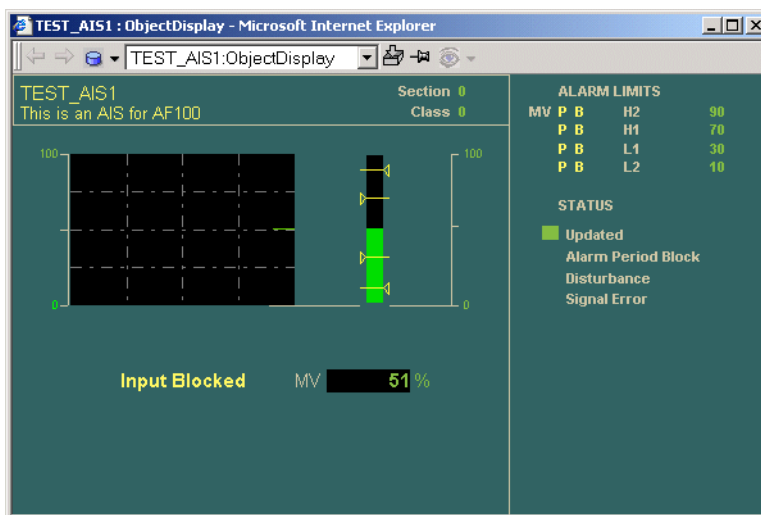 TEST_AIS1 : ObjectDisplay - Microsoft Internet Explorer
TEST_AIS1:ObjectDisplay
TEST_AIS1
This is an AIS for AF100
Section 0
Class 0
100
0
100
0
Input Blocked MV 51 %
ALARM LIMITS
MV P B H2 90
P B H1 70
P B L1 30
P B L2 10
STATUS
Updated
Alarm Period Block
Disturbance
Signal Error